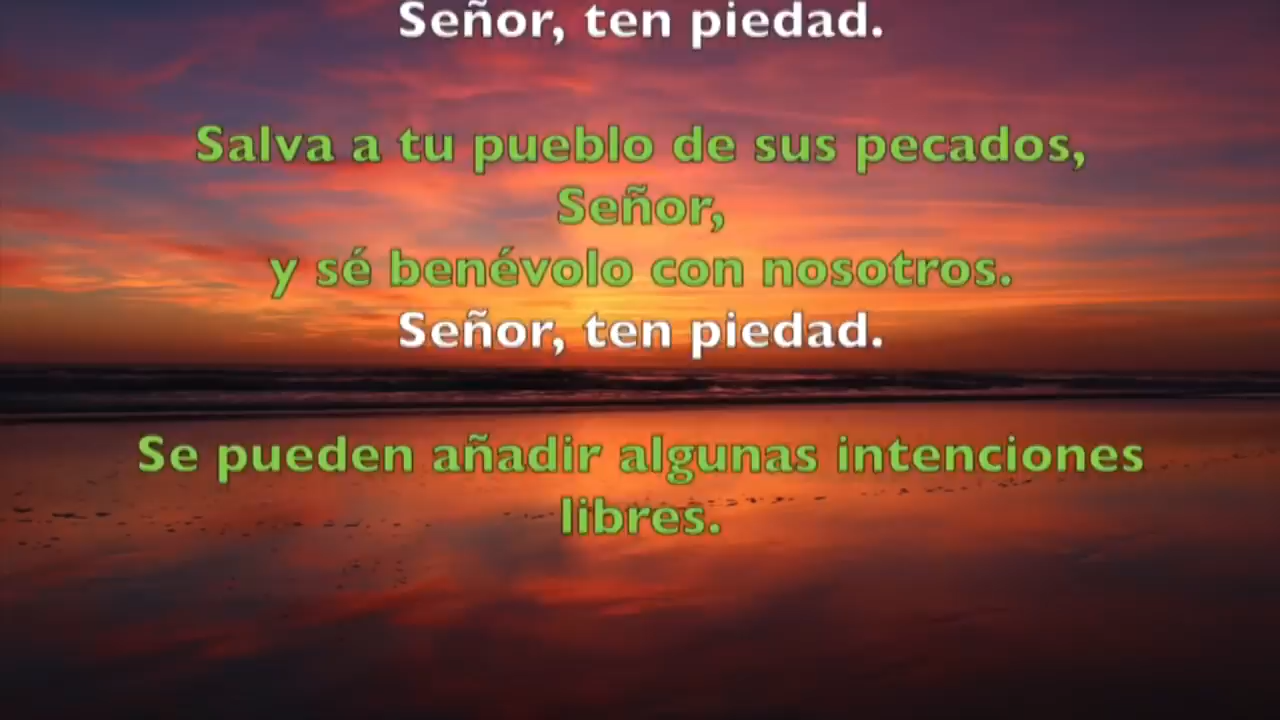 Señor, ten piedad.
Salva a tu pueblo de sus pecados,
Señor,
y sé benévolo con nosotros.
Señor, ten piedad.
Se pueden añadir algunas intenciones
libres.